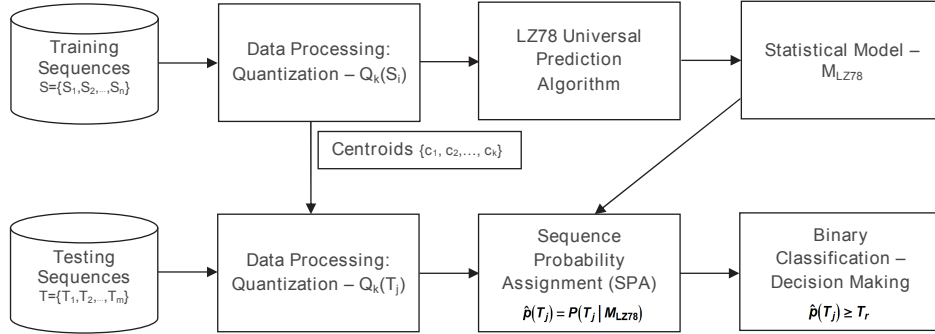 Training
Sequences
S={S₁,S₂,...,Sₙ}
Data Processing:
Quantization – Qₖ(Sᵢ)
LZ78 Universal
Prediction
Algorithm
Statistical Model –
M_LZ78
Centroids {c₁, c₂,..., cₖ}
Testing
Sequences
T={T₁,T₂,...,Tₘ}
Data Processing:
Quantization – Qₖ(Tⱼ)
Sequence
Probability
Assignment (SPA)
p̂(Tⱼ) = P(Tⱼ | M_LZ78)
Binary
Classification –
Decision Making
p̂(Tⱼ) ≥ Tᵣ